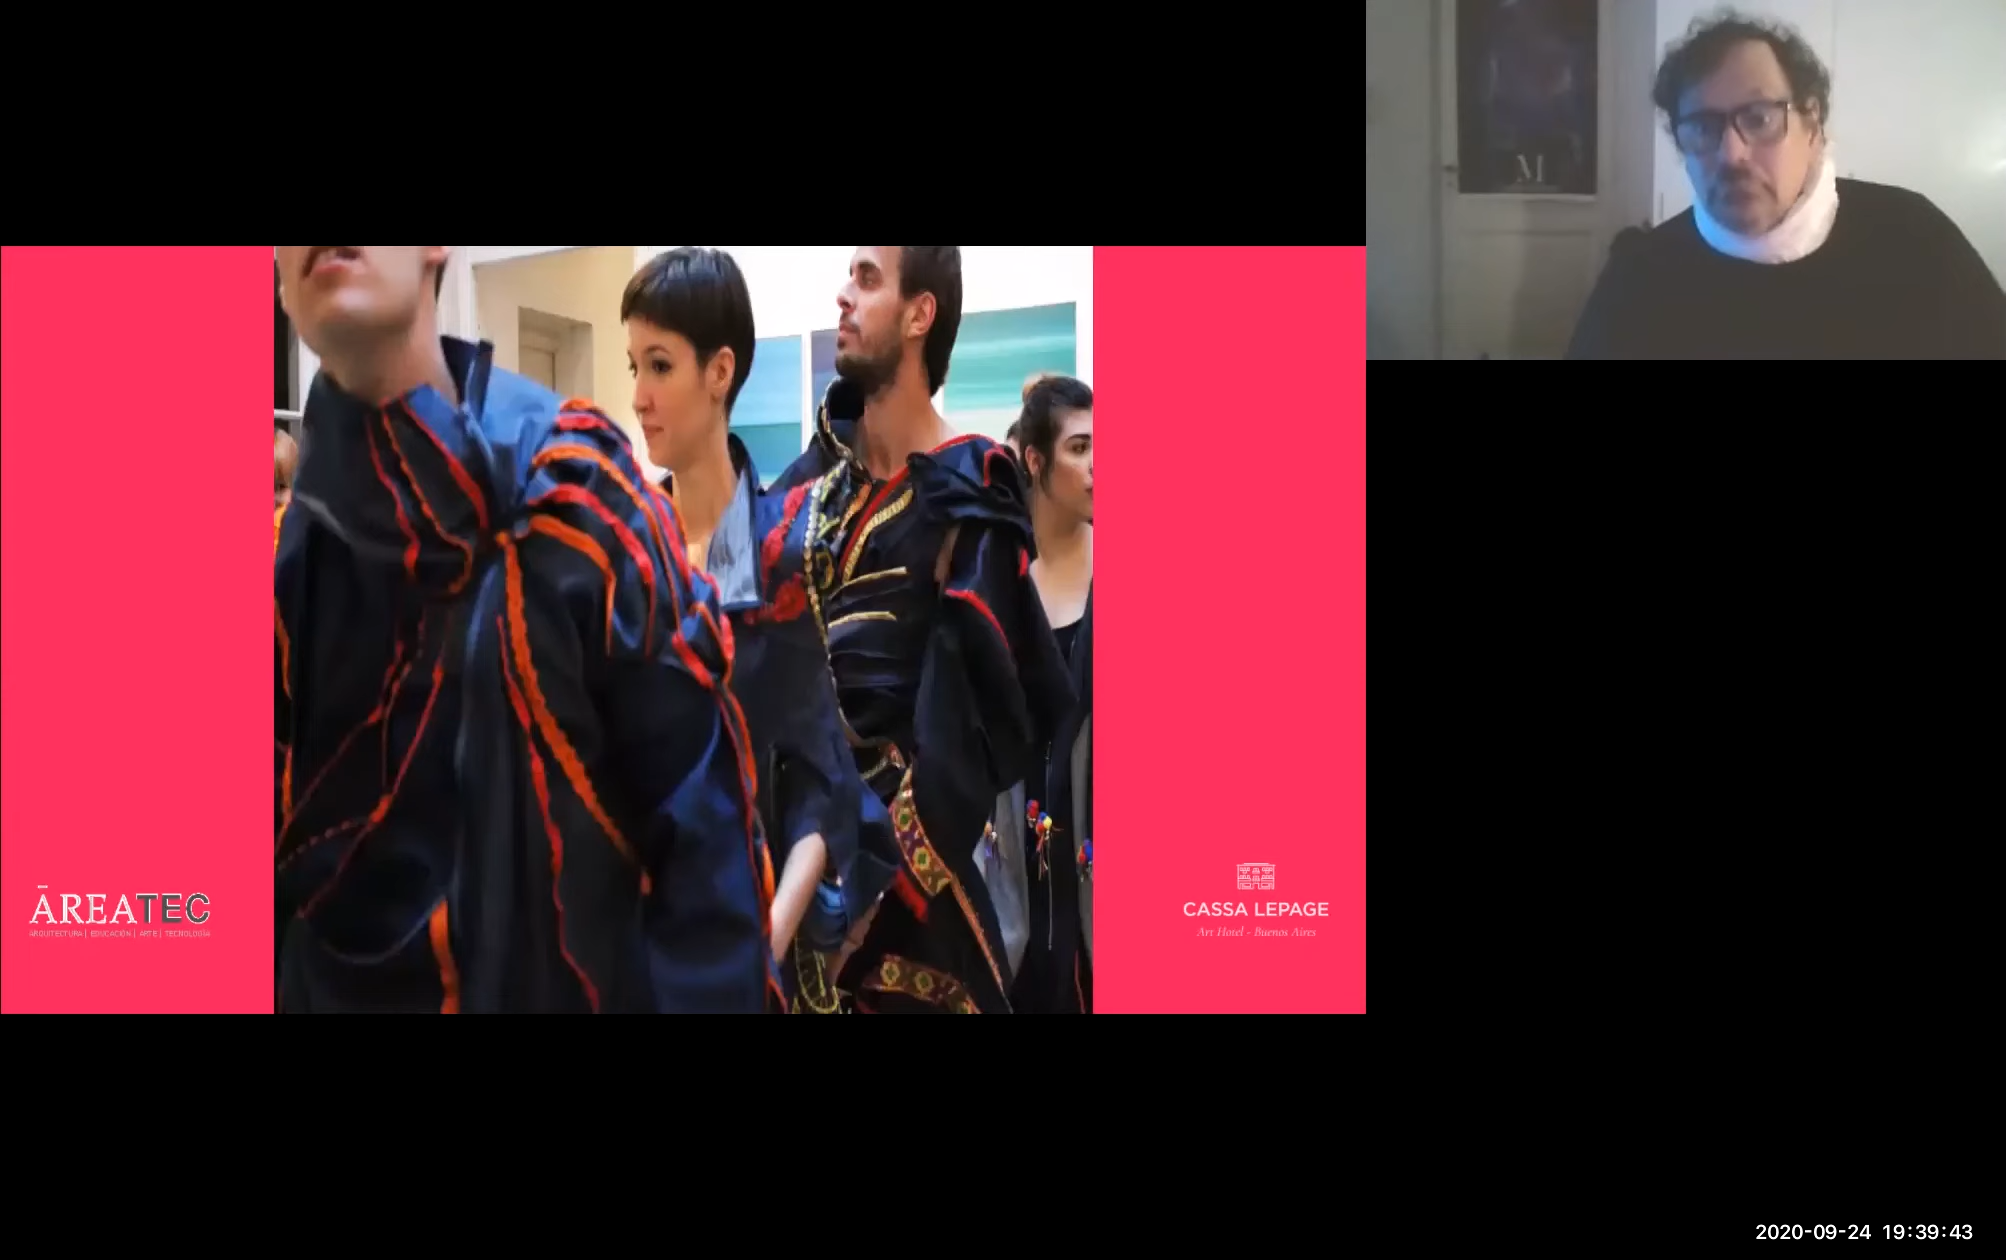 M
ĀREATEC
ARQUITECTURA | EDUCACIÓN | ARTE | TECNOLOGÍA
CASSA LEPAGE
Art Hotel - Buenos Aires
2020-09-24 19:39:43